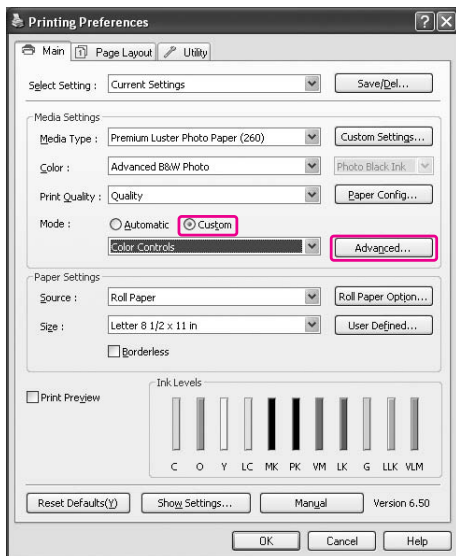 Printing Preferences
Main Page Layout Utility
Select Setting : Current Settings Save/Del...
Media Settings
Media Type : Premium Luster Photo Paper (260) Custom Settings...
Color : Advanced B&W Photo Photo Black Ink
Print Quality : Quality Paper Config...
Mode : Automatic Custom
Color Controls Advanced...
Paper Settings
Source : Roll Paper Roll Paper Option...
Size : Letter 8 1/2 x 11 in User Defined...
Borderless
Print Preview
Ink Levels
C O Y LC MK PK VM LK G LLK VLM
Reset Defaults(Y) Show Settings... Manual Version 6.50
OK Cancel Help